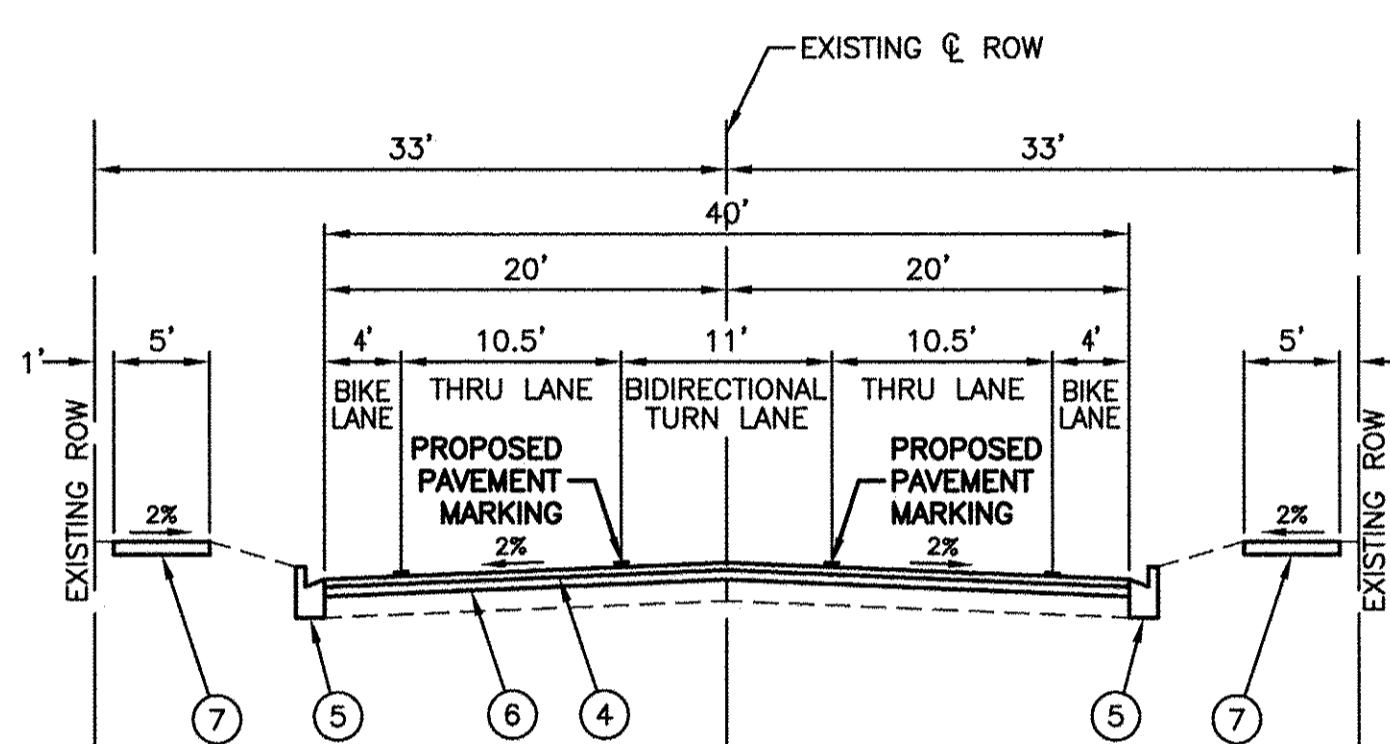 EXISTING ℄ ROW
33' 33'
40'
20' 20'
1' 5' 4' 10.5' 11' 10.5' 4' 5'
BIKE LANE
THRU LANE
BIDIRECTIONAL TURN LANE
THRU LANE
BIKE LANE
PROPOSED PAVEMENT MARKING
PROPOSED PAVEMENT MARKING
EXISTING ROW
EXISTING ROW
2% 2% 2% 2%
7 5 6 4 5 7